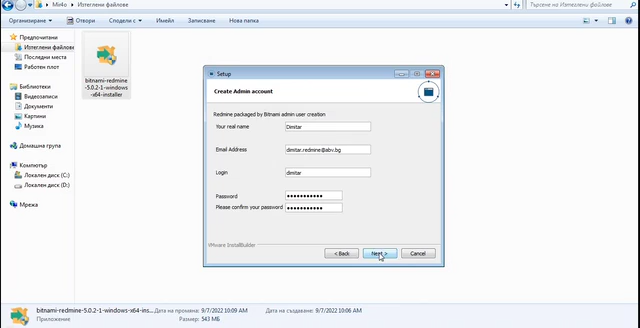 Min4o ▸ Изтеглени файлове
Търсене на Изтеглени файлове
Организиране
Отвори
Сподели с
Имейл
Записване
Нова папка
Предпочитани
Изтеглени файлове
Последни места
Работен плот
Библиотеки
Видеозаписи
Документи
Картини
Музика
Домашна група
Компютър
Локален диск (C:)
Локален диск (D:)
Мрежа
bitnami-redmine
-5.0.2-1-windows
-x64-installer
Setup
Create Admin account
Redmine packaged by Bitnami admin user creation
Your real name
Dimitar
Email Address
dimitar.redmine@abv.bg
Login
dimitar
Password
•••••••••••
Please confirm your password
•••••••••••
VMware InstallBuilder
< Back
Next >
Cancel
bitnami-redmine-5.0.2-1-windows-x64-ins... Дата на промяна: 9/7/2022 10:09 AM Дата на създаване: 9/7/2022 10:06 AM
Приложение Размер: 543 МБ